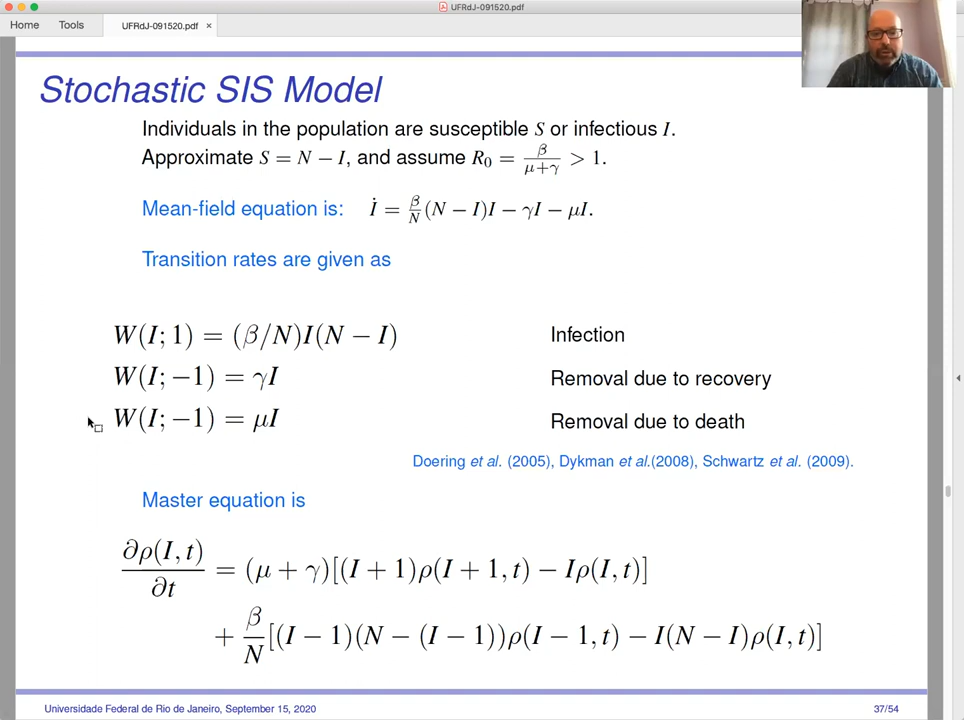 UFRdJ-091520.pdf
Home Tools UFRdJ-091520.pdf ×
Stochastic SIS Model
Individuals in the population are susceptible S or infectious I.
Approximate S = N − I, and assume R₀ = β/(μ+γ) > 1.
Mean-field equation is: İ = β/N (N − I)I − γI − μI.
Transition rates are given as
W(I; 1) = (β/N)I(N − I) Infection
W(I; −1) = γI Removal due to recovery
W(I; −1) = μI Removal due to death
Doering et al. (2005), Dykman et al.(2008), Schwartz et al. (2009).
Master equation is
∂ρ(I, t)/∂t = (μ + γ)[(I + 1)ρ(I + 1, t) − Iρ(I, t)]
+ β/N [(I − 1)(N − (I − 1))ρ(I − 1, t) − I(N − I)ρ(I, t)]
Universidade Federal de Rio de Janeiro, September 15, 2020 37/54